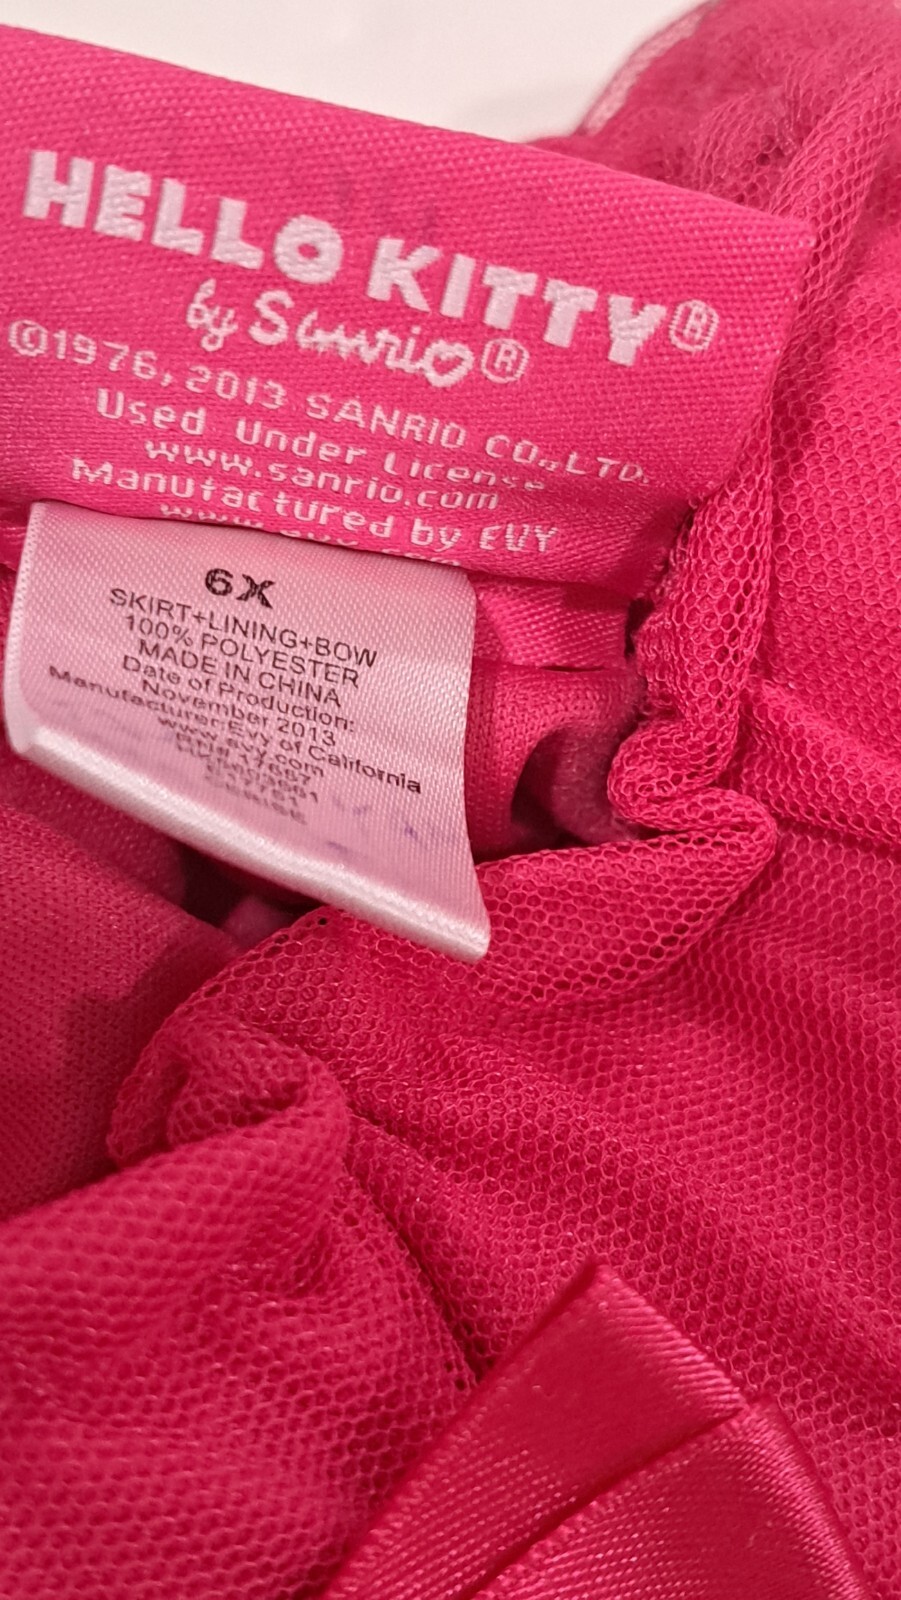 HELLO KITTY®
by Sanrio®
©1976, 2013 SANRIO CO.,LTD.
Used Under License
www.sanrio.com
Manufactured by EVY
6X
SKIRT+LINING+BOW
100% POLYESTER
MADE IN CHINA
Date of Production:
November 2013
Manufacturer:Evy of California
www.evy.com
17667